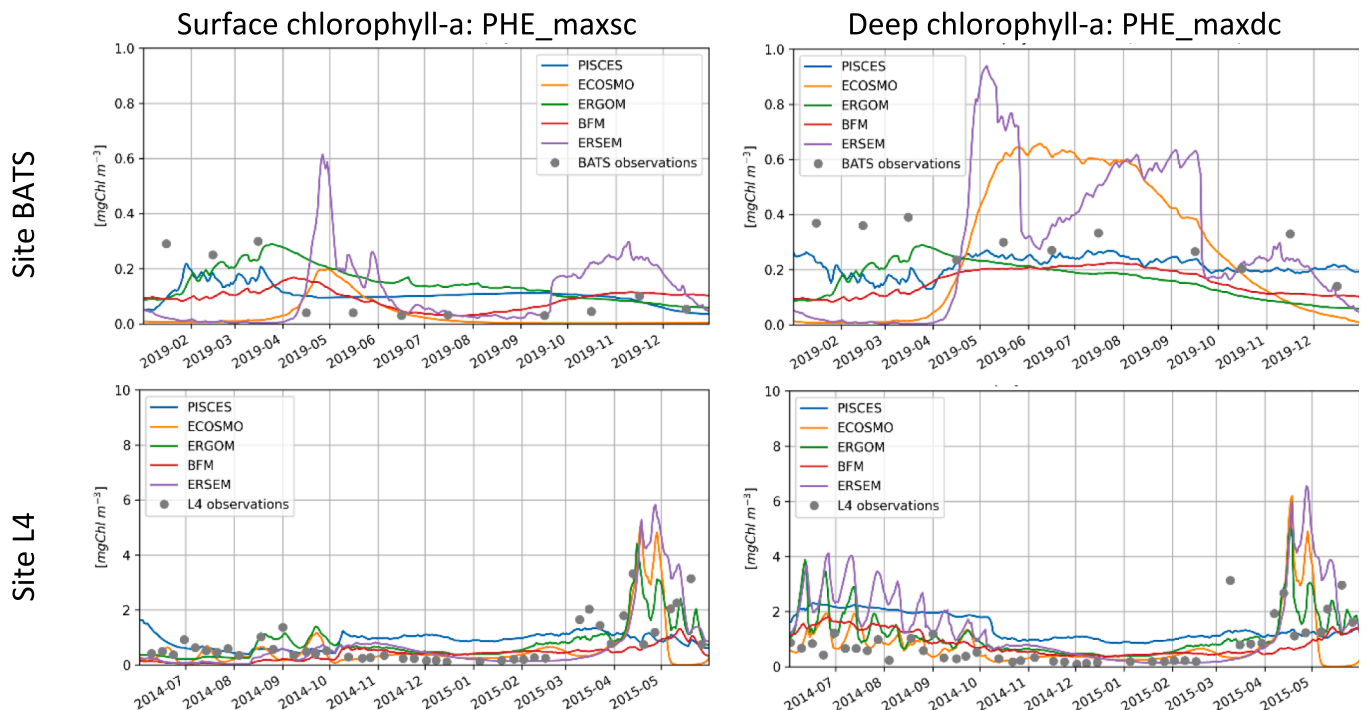 Surface chlorophyll-a: PHE_maxsc
Deep chlorophyll-a: PHE_maxdc
Site BATS
[mgChl m⁻³]
1.0
0.8
0.6
0.4
0.2
0.0
PISCES
ECOSMO
ERGOM
BFM
ERSEM
BATS observations
2019-02
2019-03
2019-04
2019-05
2019-06
2019-07
2019-08
2019-09
2019-10
2019-11
2019-12
[mgChl m⁻³]
1.0
0.8
0.6
0.4
0.2
0.0
PISCES
ECOSMO
ERGOM
BFM
ERSEM
BATS observations
2019-02
2019-03
2019-04
2019-05
2019-06
2019-07
2019-08
2019-09
2019-10
2019-11
2019-12
Site L4
[mgChl m⁻³]
10
8
6
4
2
0
PISCES
ECOSMO
ERGOM
BFM
ERSEM
L4 observations
2014-07
2014-08
2014-09
2014-10
2014-11
2014-12
2015-01
2015-02
2015-03
2015-04
2015-05
[mgChl m⁻³]
10
8
6
4
2
0
PISCES
ECOSMO
ERGOM
BFM
ERSEM
L4 observations
2014-07
2014-08
2014-09
2014-10
2014-11
2014-12
2015-01
2015-02
2015-03
2015-04
2015-05